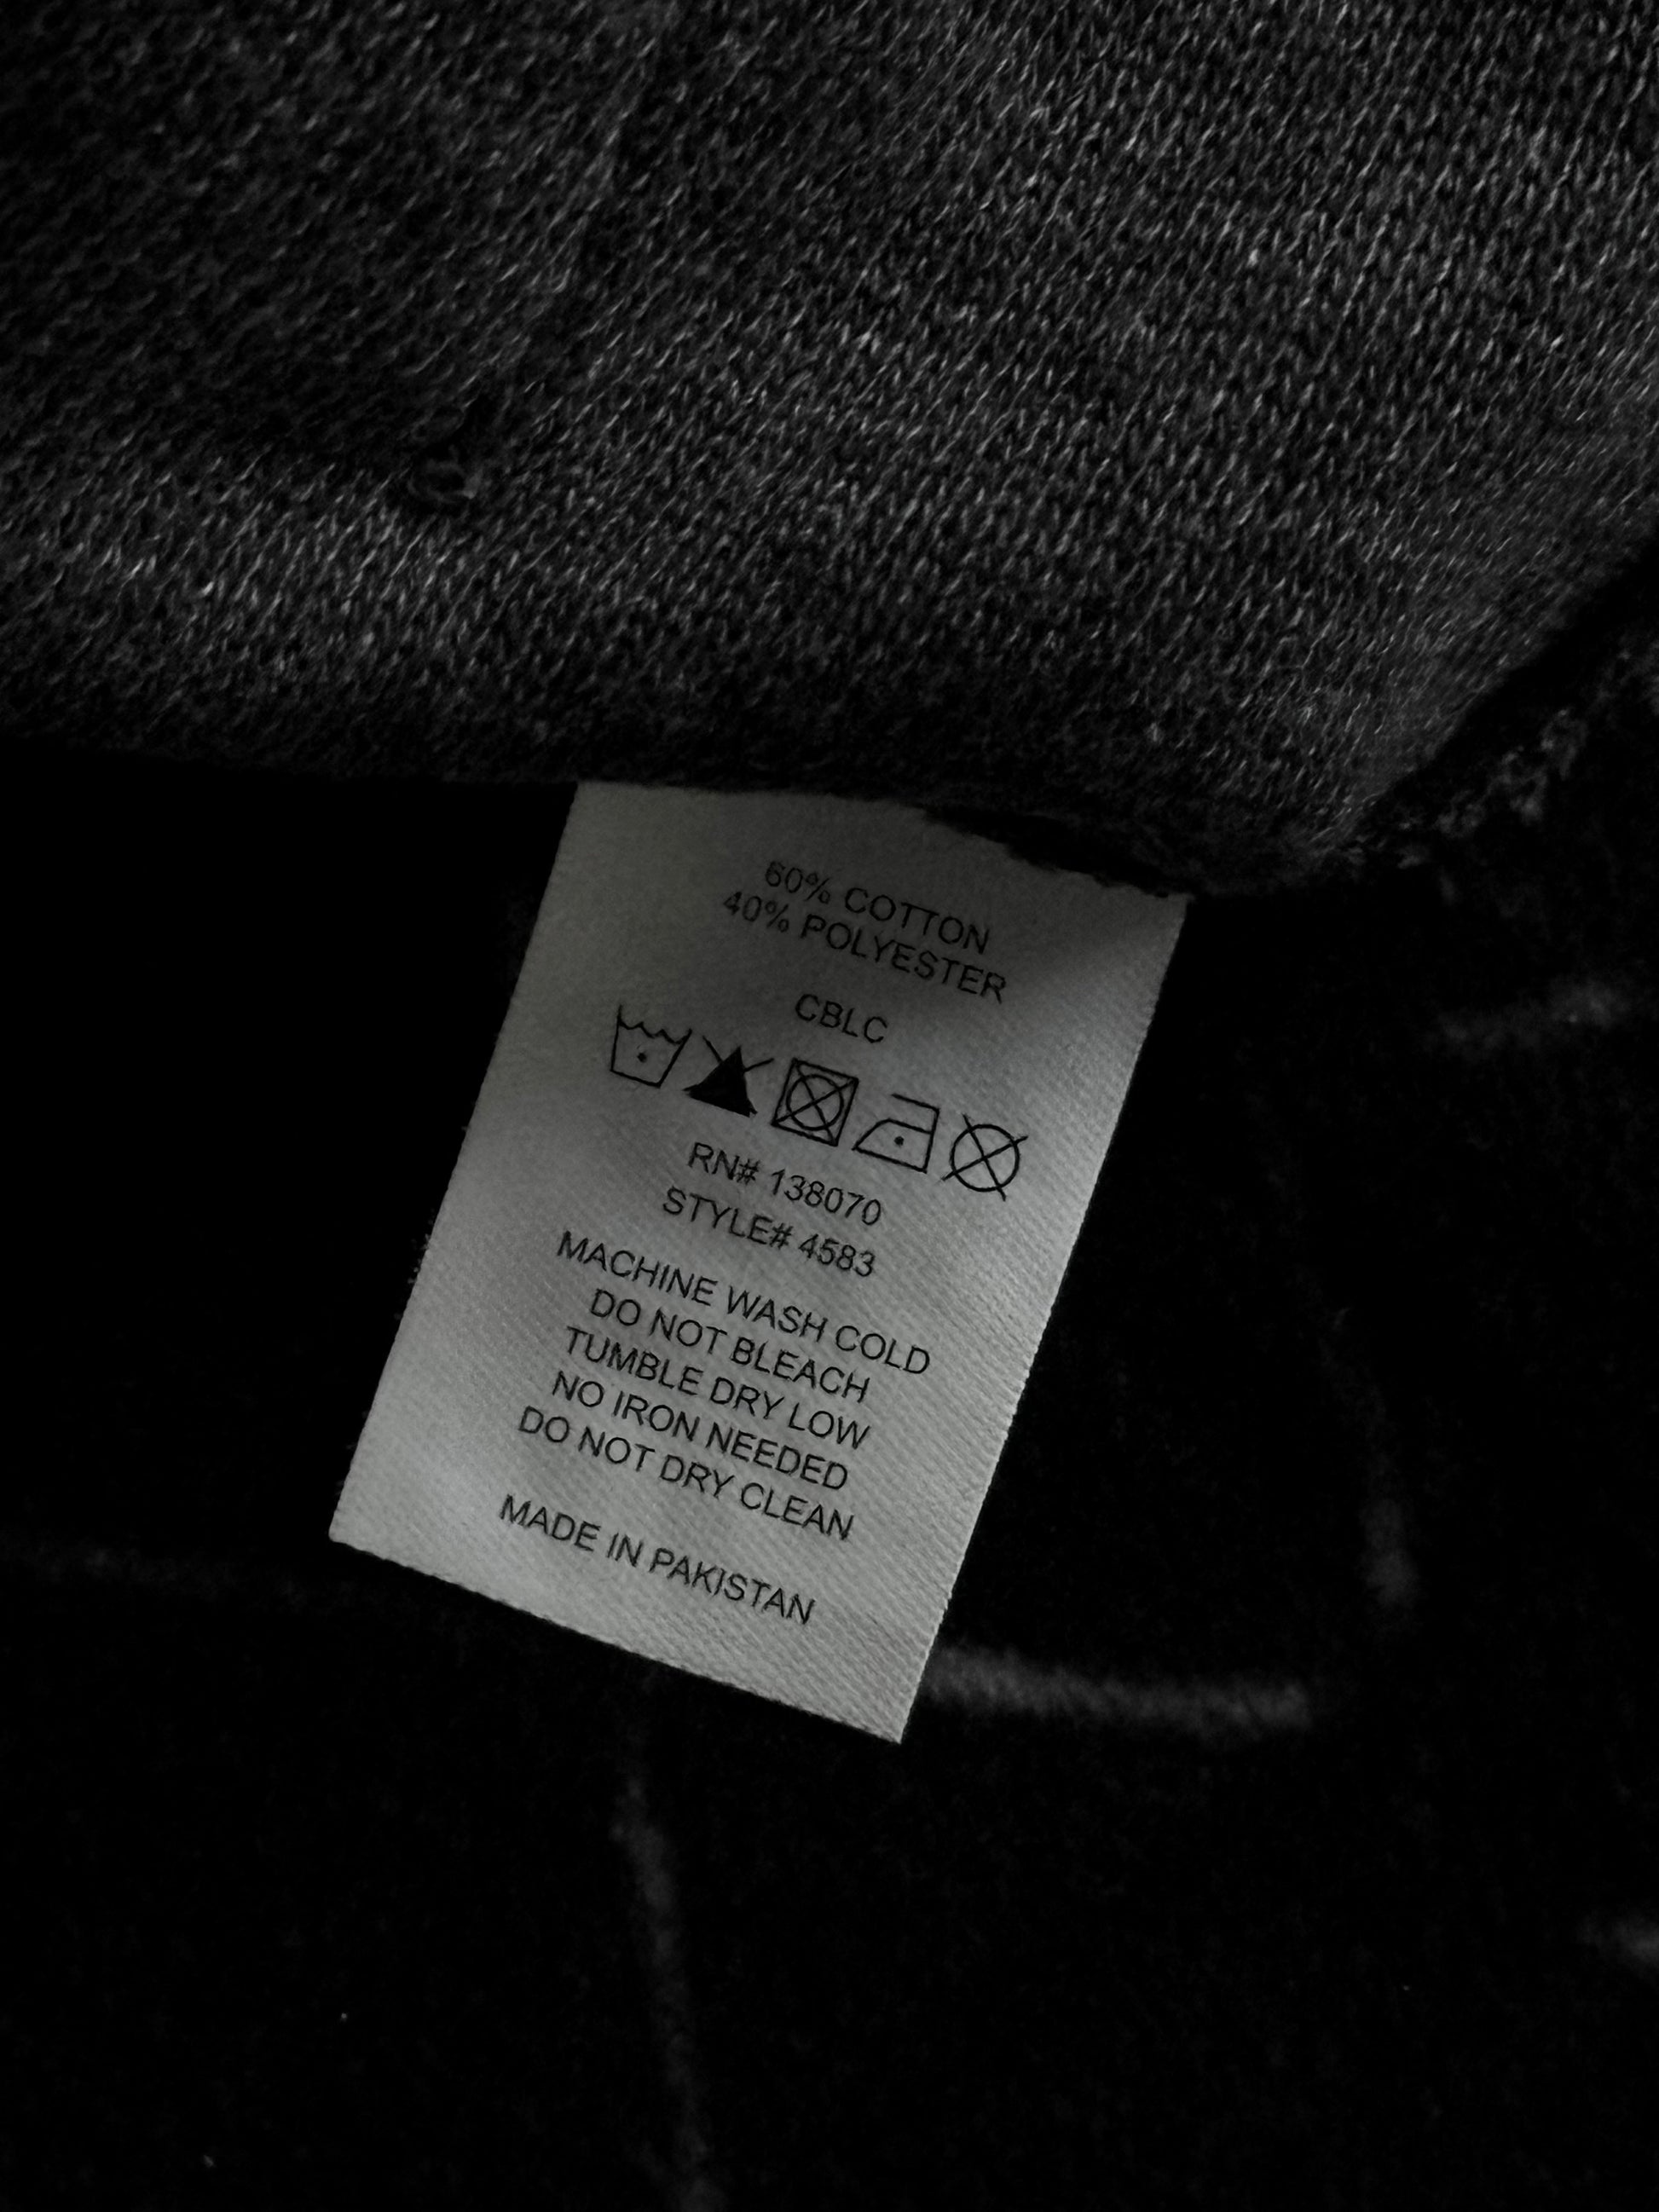 60% COTTON
40% POLYESTER
CBLC
RN# 138070
STYLE# 4583
MACHINE WASH COLD
DO NOT BLEACH
TUMBLE DRY LOW
NO IRON NEEDED
DO NOT DRY CLEAN
MADE IN PAKISTAN